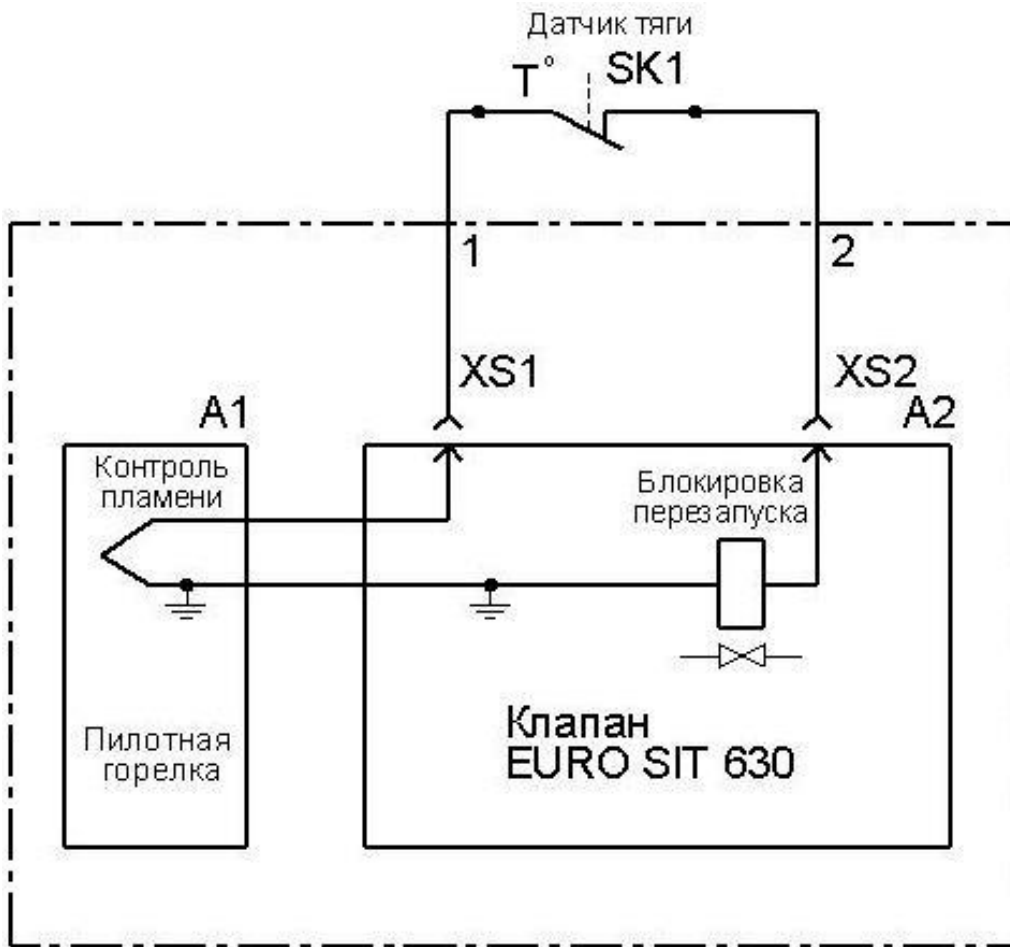 Датчик тяги
T° SK1
1
2
XS1
XS2
A1
A2
Контроль
пламени
Блокировка
перезапуска
Пилотная
горелка
Клапан
EURO SIT 630